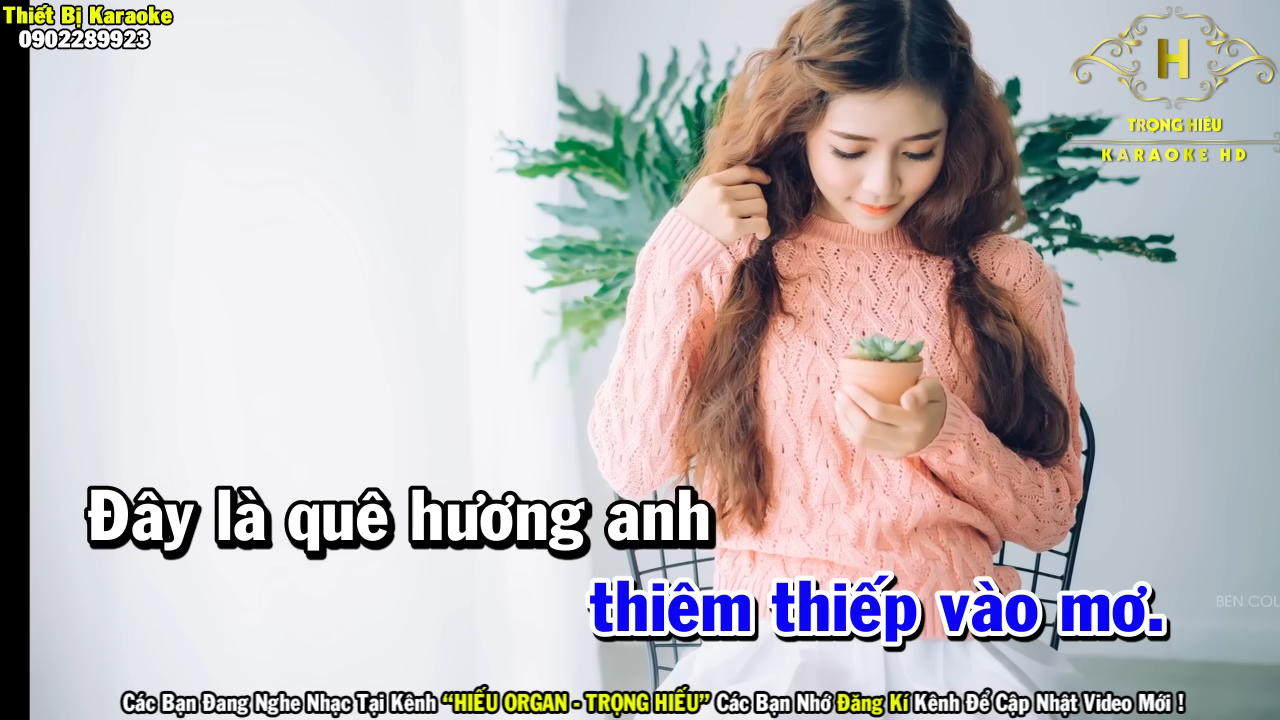 Thiết Bị Karaoke
0902289923
H
TRỌNG HIẾU
KARAOKE HD
Đây là quê hương anh
thiêm thiếp vào mơ.
BEN COL
Các Bạn Đang Nghe Nhạc Tại Kênh “HIẾU ORGAN - TRỌNG HIẾU” Các Bạn Nhớ Đăng Kí Kênh Để Cập Nhật Video Mới !